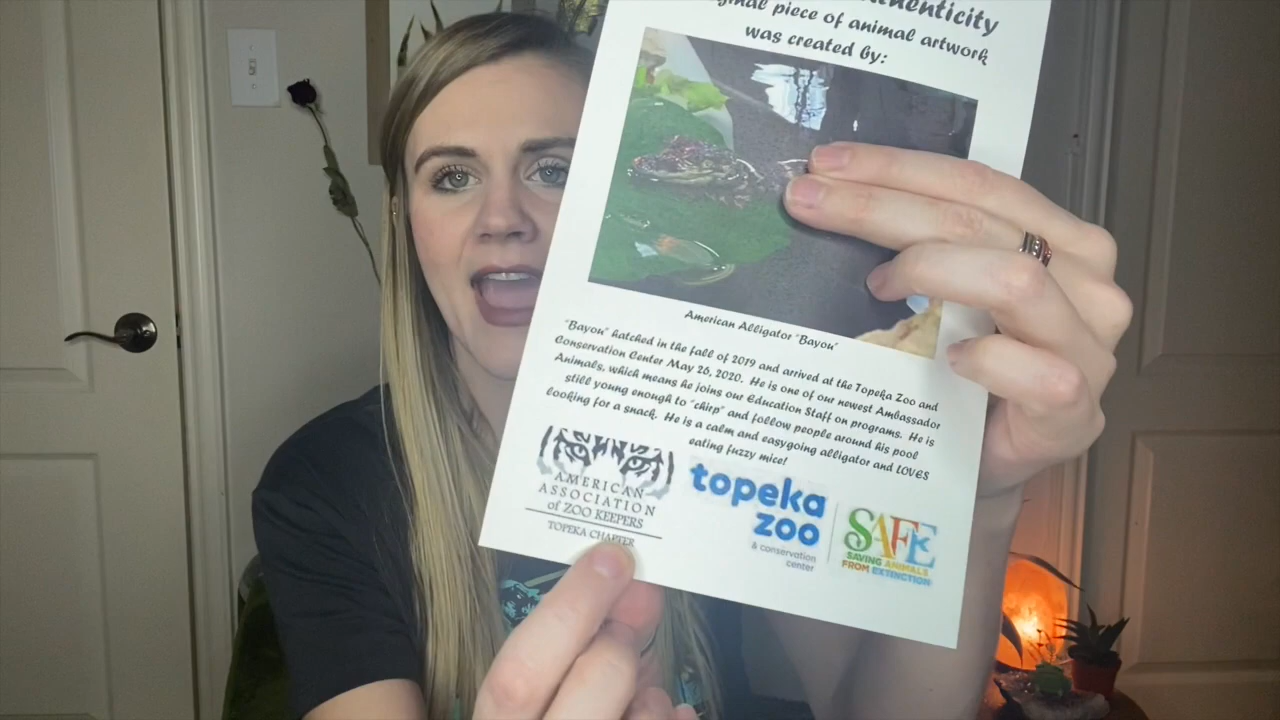 thenticity
ginal piece of animal artwork
was created by:
American Alligator "Bayou"
"Bayou" hatched in the fall of 2019 and arrived at the Topeka Zoo and
Conservation Center May 26, 2020. He is one of our newest Ambassador
Animals, which means he joins our Education Staff on programs. He is
still young enough to "chirp" and follow people around his pool
looking for a snack. He is a calm and easygoing alligator and LOVES
eating fuzzy mice!
AMERICAN
ASSOCIATION
of ZOO KEEPERS
TOPEKA CHAPTER
topeka
zoo
& conservation
center
SAFE
SAVING ANIMALS
FROM EXTINCTION